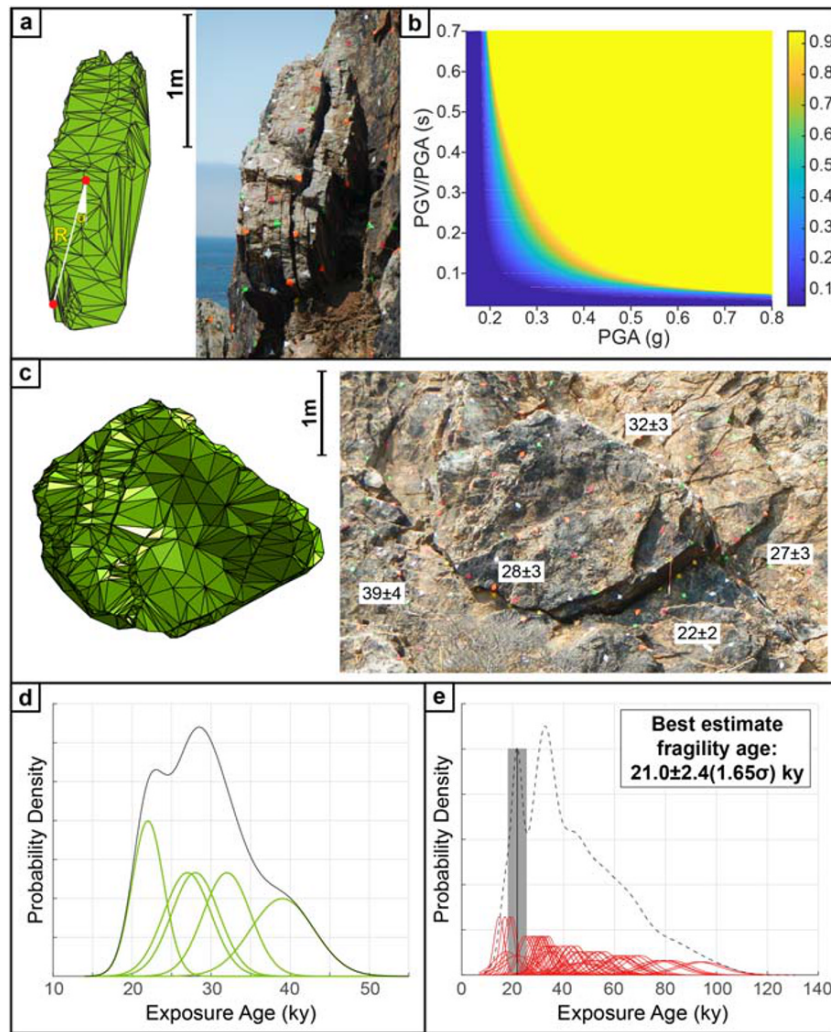 a
1m
R
α
b
PGV/PGA (s)
0.7
0.6
0.5
0.4
0.3
0.2
0.1
0.2 0.3 0.4 0.5 0.6 0.7 0.8
PGA (g)
0.9
0.8
0.7
0.6
0.5
0.4
0.3
0.2
0.1
c
1m
32±3
27±3
28±3
39±4
22±2
d
Probability Density
10 20 30 40 50
Exposure Age (ky)
e
Best estimate
fragility age:
21.0±2.4(1.65σ) ky
Probability Density
0 20 40 60 80 100 120 140
Exposure Age (ky)